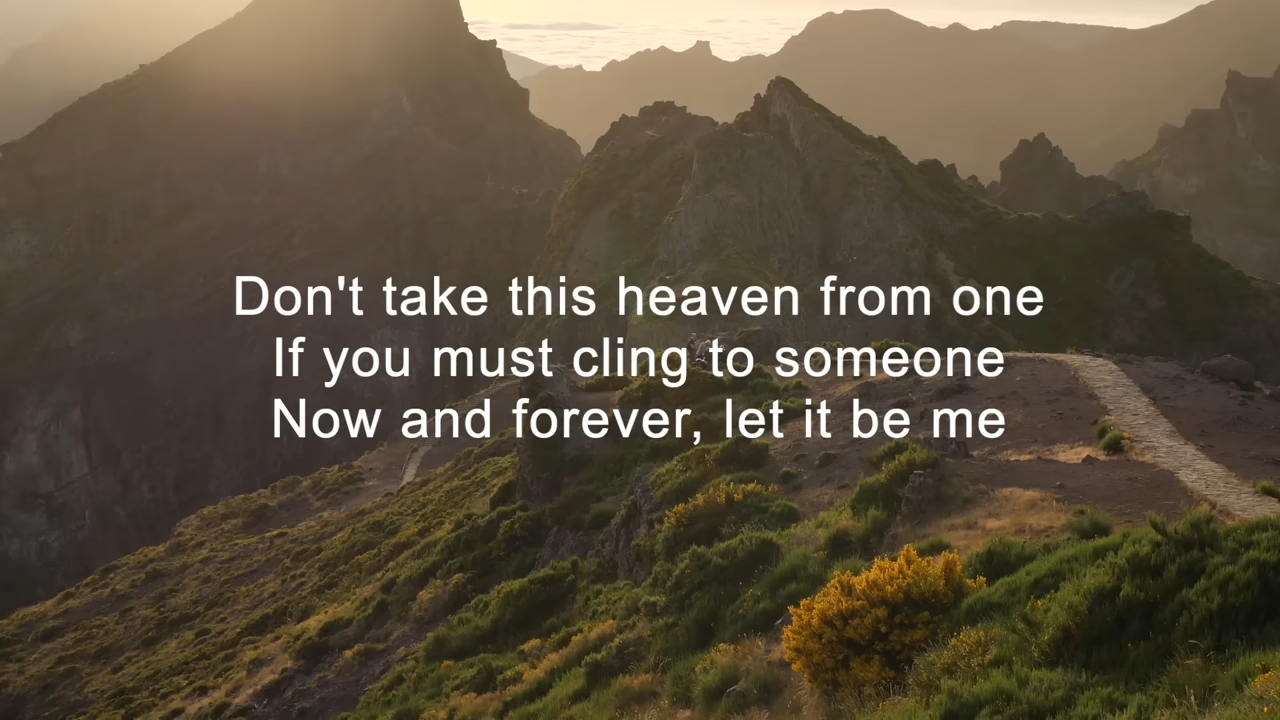 Don't take this heaven from one
If you must cling to someone
Now and forever, let it be me